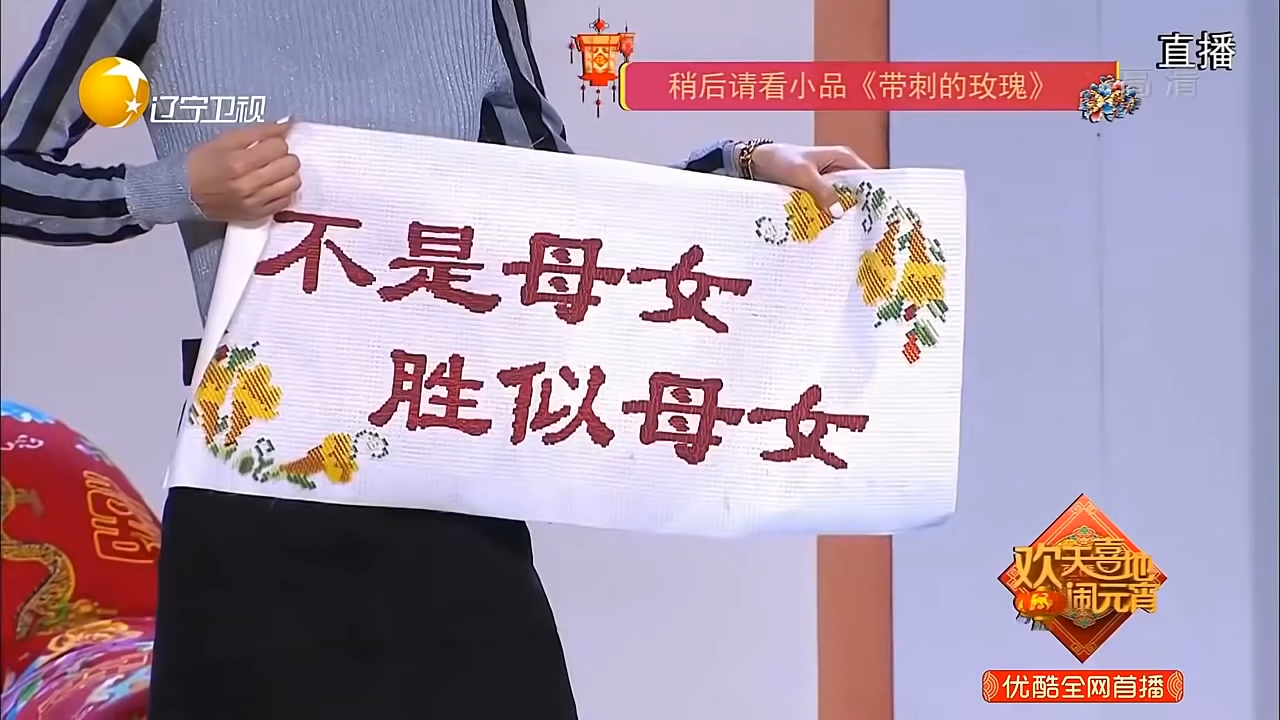 直播
辽宁卫视
稍后请看小品《带刺的玫瑰》
高清
不是母女
胜似母女
欢天喜地
闹元宵
优酷全网首播